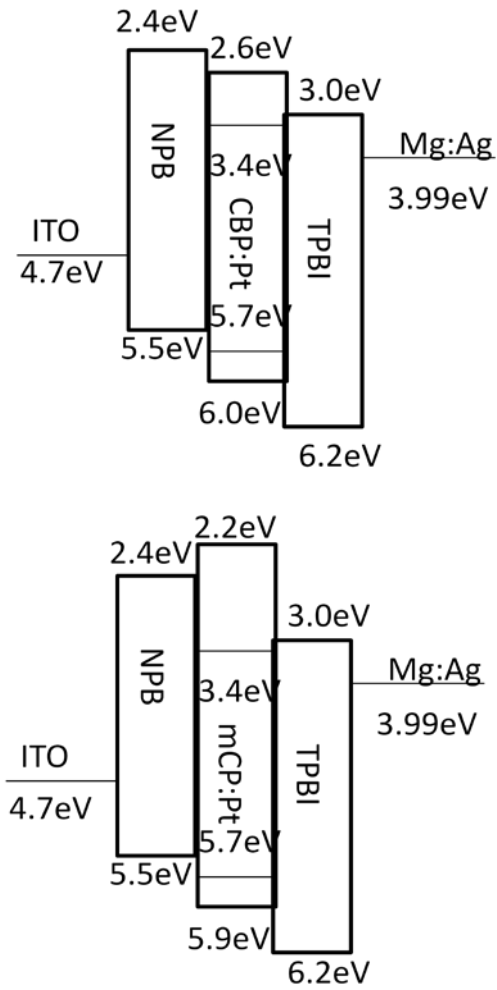 2.4eV
2.6eV
3.0eV
Mg:Ag
NPB
3.4eV
3.99eV
CBP:Pt
ITO
TPBI
4.7eV
5.7eV
5.5eV
6.0eV
6.2eV
2.2eV
2.4eV
3.0eV
Mg:Ag
NPB
3.4eV
3.99eV
ITO
mCP:Pt
TPBI
4.7eV
5.7eV
5.5eV
5.9eV
6.2eV